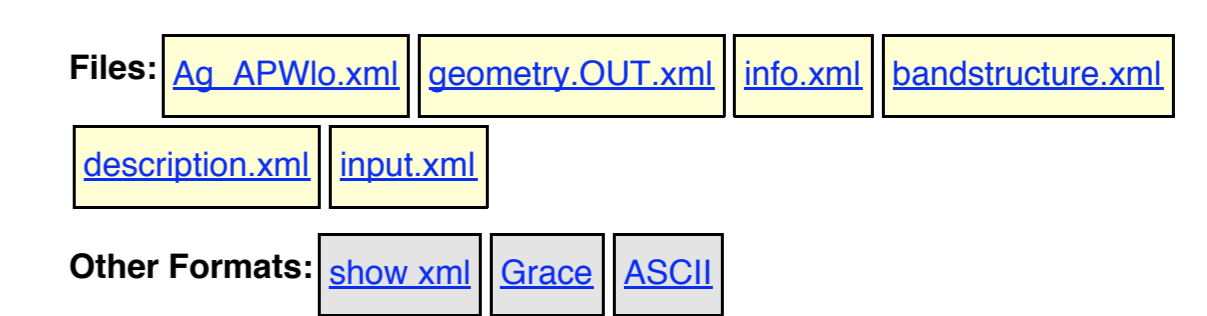 Files: Ag_APWlo.xml geometry.OUT.xml info.xml bandstructure.xml
description.xml input.xml
Other Formats: show xml Grace ASCII